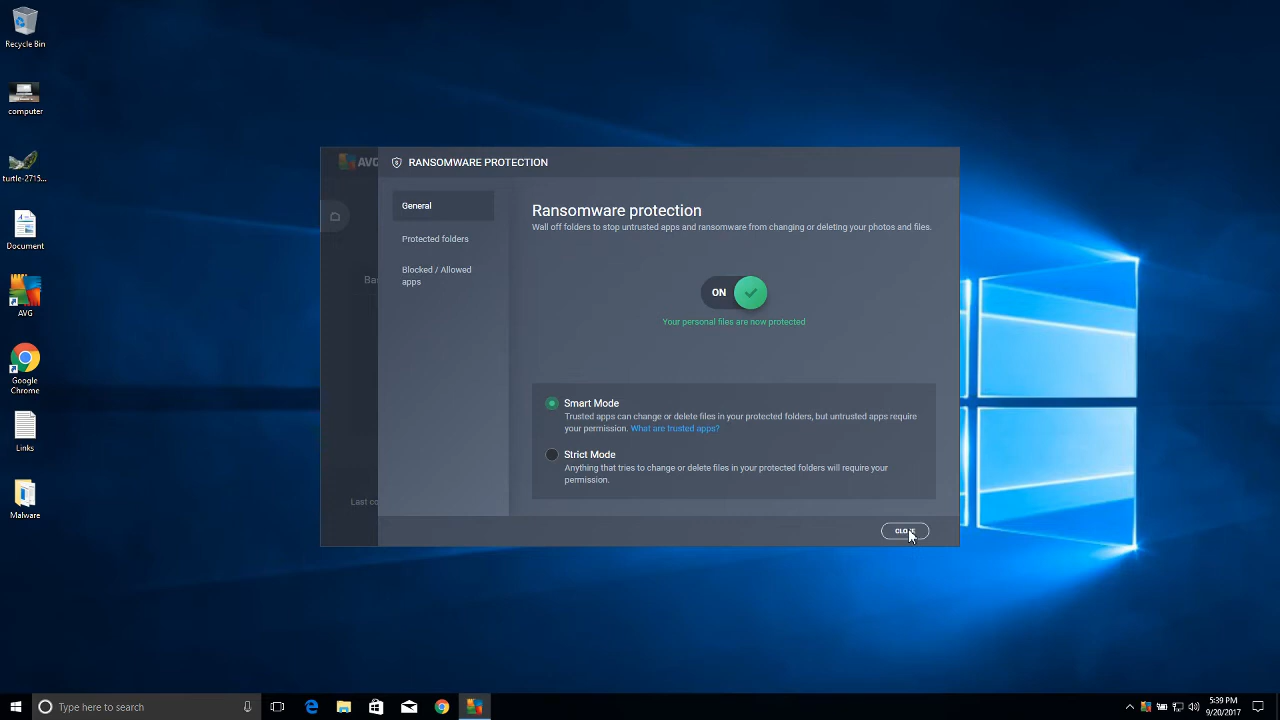 Recycle Bin
computer
turtle-2715...
Document
AVG
Google
Chrome
Links
Malware
AVG
RANSOMWARE PROTECTION
General
Protected folders
Blocked / Allowed
apps
Ransomware protection
Wall off folders to stop untrusted apps and ransomware from changing or deleting your photos and files.
ON
Your personal files are now protected
Smart Mode
Trusted apps can change or delete files in your protected folders, but untrusted apps require
your permission. What are trusted apps?
Strict Mode
Anything that tries to change or delete files in your protected folders will require your
permission.
Ba
Last co
CLOSE
Type here to search
5:39 PM
9/20/2017